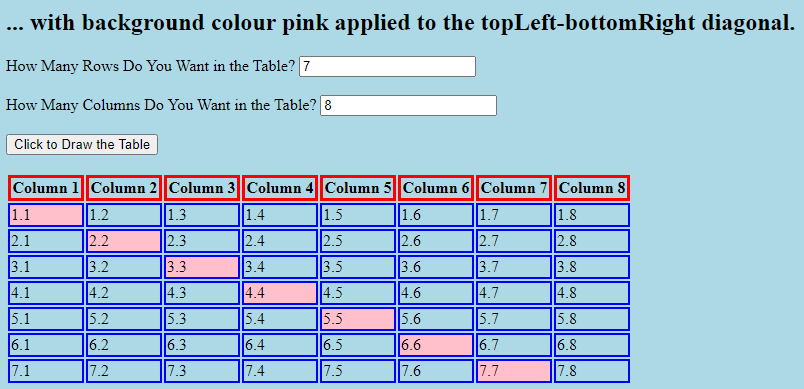 ... with background colour pink applied to the topLeft-bottomRight diagonal.
How Many Rows Do You Want in the Table? 7
How Many Columns Do You Want in the Table? 8
Click to Draw the Table
Column 1 Column 2 Column 3 Column 4 Column 5 Column 6 Column 7 Column 8
1.1 1.2 1.3 1.4 1.5 1.6 1.7 1.8
2.1 2.2 2.3 2.4 2.5 2.6 2.7 2.8
3.1 3.2 3.3 3.4 3.5 3.6 3.7 3.8
4.1 4.2 4.3 4.4 4.5 4.6 4.7 4.8
5.1 5.2 5.3 5.4 5.5 5.6 5.7 5.8
6.1 6.2 6.3 6.4 6.5 6.6 6.7 6.8
7.1 7.2 7.3 7.4 7.5 7.6 7.7 7.8